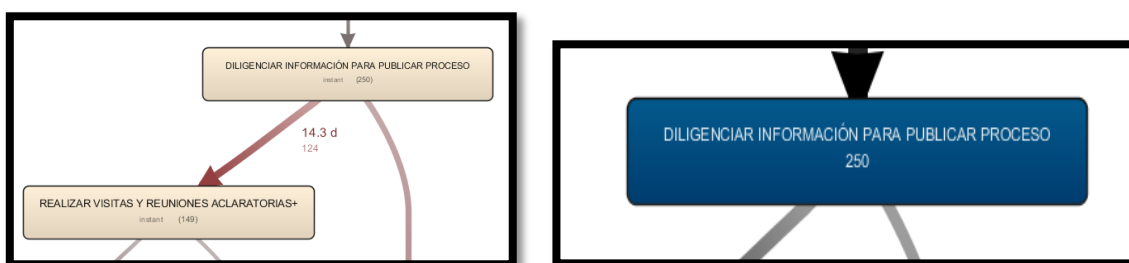 DILIGENCIAR INFORMACIÓN PARA PUBLICAR PROCESO
instant (250)
14.3 d
124
REALIZAR VISITAS Y REUNIONES ACLARATORIAS+
instant (149)
DILIGENCIAR INFORMACIÓN PARA PUBLICAR PROCESO
250